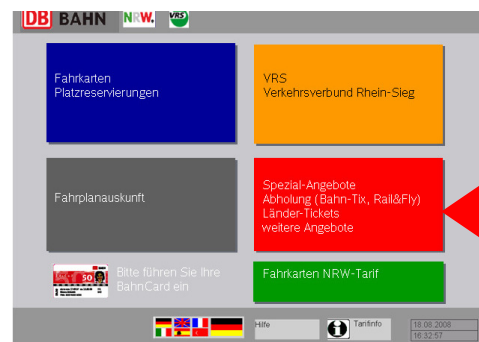 DB BAHN NRW. VRS
Fahrkarten
Platzreservierungen
VRS
Verkehrsverbund Rhein-Sieg
Fahrplanauskunft
Spezial-Angebote
Abholung (Bahn-Tix, Rail&Fly)
Länder-Tickets
weitere Angebote
50
Bitte führen Sie Ihre
BahnCard ein
Fahrkarten NRW-Tarif
Hilfe
i Tarifinfo
18.08.2008
16:32:57